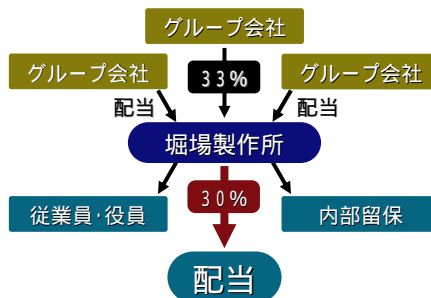 グループ会社
グループ会社
33%
グループ会社
配当
配当
堀場製作所
従業員･役員
30%
内部留保
配当